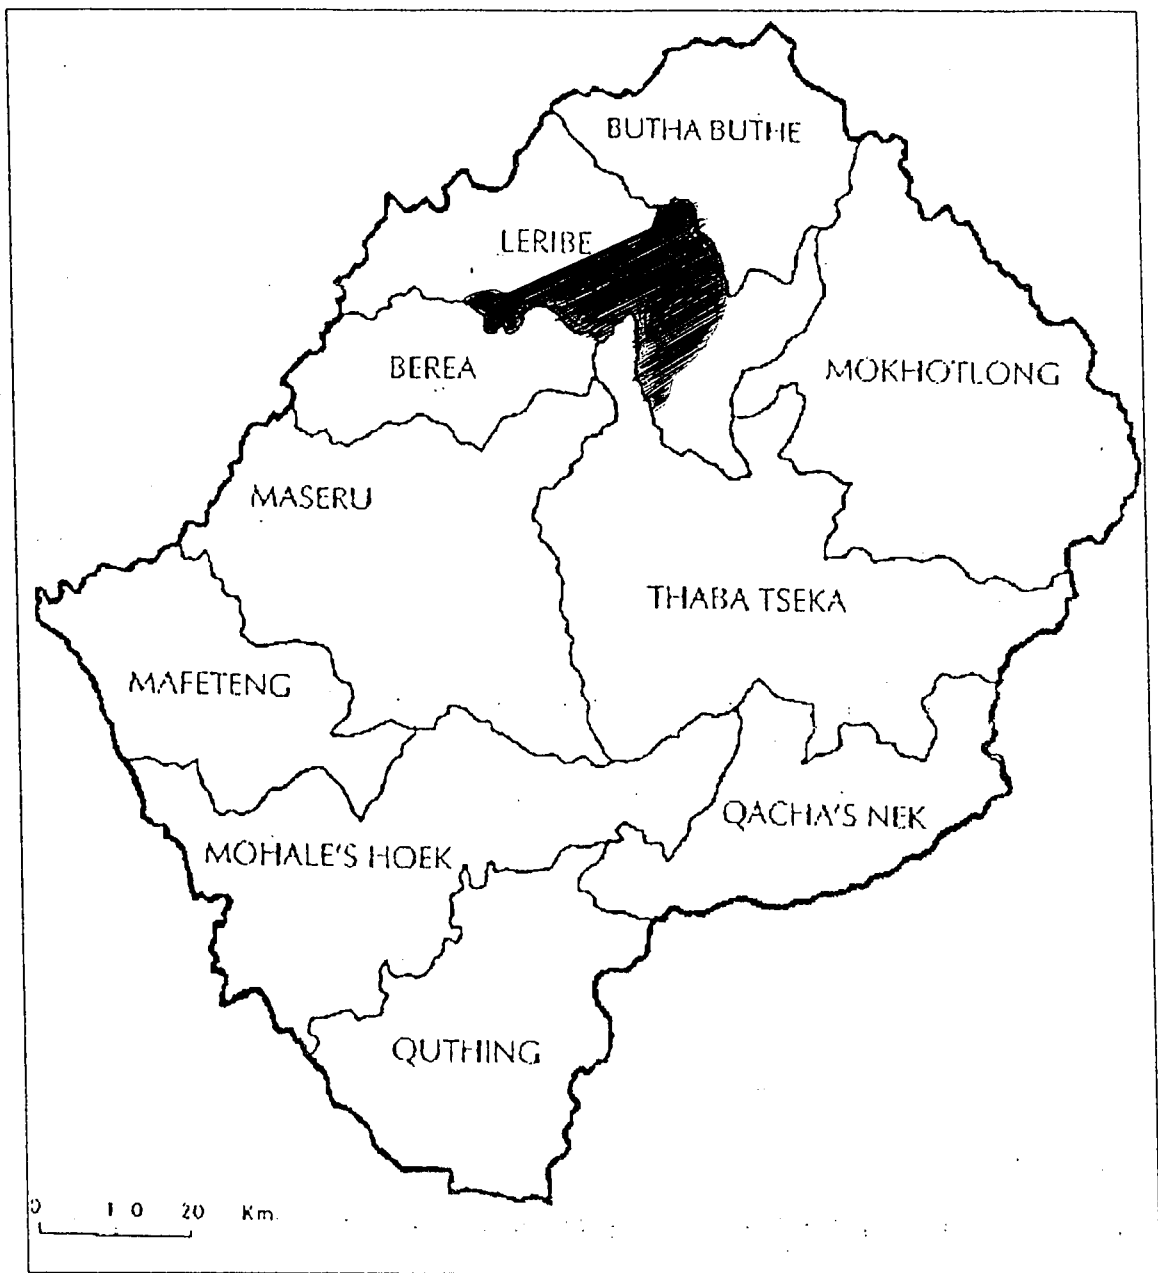 BUTHA BUTHE
LERIBE
BEREA
MOKHOTLONG
MASERU
THABA TSEKA
MAFETENG
QACHA'S NEK
MOHALE'S HOEK
QUTHING
0 10 20 Km.